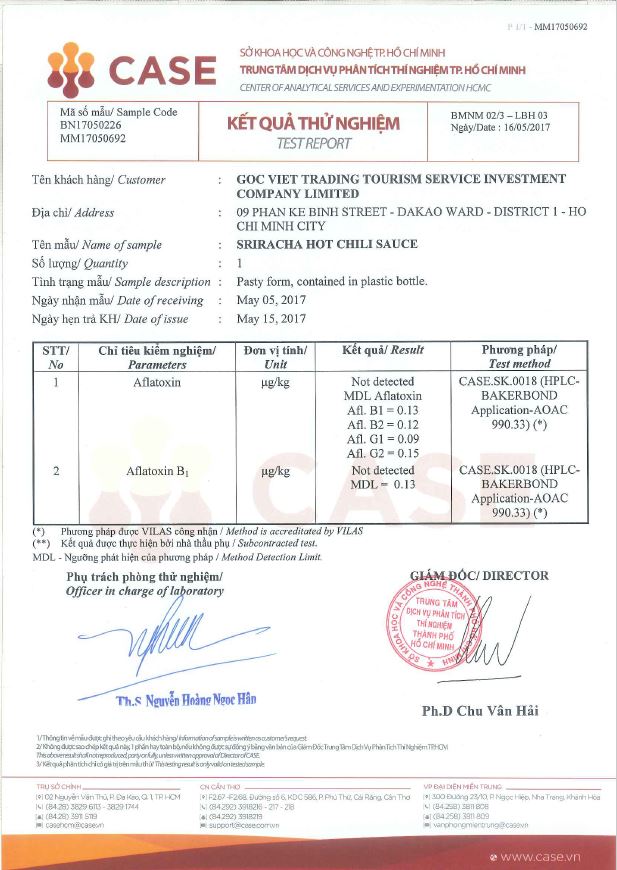 P 1/1 - MM17050692
CASE
SỞ KHOA HỌC VÀ CÔNG NGHỆ TP. HỒ CHÍ MINH
TRUNG TÂM DỊCH VỤ PHÂN TÍCH THÍ NGHIỆM TP. HỒ CHÍ MINH
CENTER OF ANALYTICAL SERVICES AND EXPERIMENTATION HCMC
Mã số mẫu/ Sample Code
BN17050226
MM17050692
KẾT QUẢ THỬ NGHIỆM
TEST REPORT
BMNM 02/3 – LBH 03
Ngày/Date : 16/05/2017
Tên khách hàng/ Customer : GOC VIET TRADING TOURISM SERVICE INVESTMENT
COMPANY LIMITED
Địa chỉ/ Address : 09 PHAN KE BINH STREET - DAKAO WARD - DISTRICT 1 - HO
CHI MINH CITY
Tên mẫu/ Name of sample : SRIRACHA HOT CHILI SAUCE
Số lượng/ Quantity : 1
Tình trạng mẫu/ Sample description : Pasty form, contained in plastic bottle.
Ngày nhận mẫu/ Date of receiving : May 05, 2017
Ngày hẹn trả KH/ Date of issue : May 15, 2017
STT/ No
Chỉ tiêu kiểm nghiệm/ Parameters
Đơn vị tính/ Unit
Kết quả/ Result
Phương pháp/ Test method
1 Aflatoxin µg/kg Not detected CASE.SK.0018 (HPLC-
MDL Aflatoxin BAKERBOND
Afl. B1 = 0.13 Application-AOAC
Afl. B2 = 0.12 990.33) (*)
Afl. G1 = 0.09
Afl. G2 = 0.15
2 Aflatoxin B1 µg/kg Not detected CASE.SK.0018 (HPLC-
MDL = 0.13 BAKERBOND
Application-AOAC
990.33) (*)
CASE
(*) Phương pháp được VILAS công nhận / Method is accredited by VILAS
(**) Kết quả được thực hiện bởi nhà thầu phụ / Subcontracted test.
MDL - Ngưỡng phát hiện của phương pháp / Method Detection Limit.
Phụ trách phòng thử nghiệm/
Officer in charge of laboratory
GIÁM ĐỐC/ DIRECTOR
TRUNG TÂM
DỊCH VỤ PHÂN TÍCH
THÍ NGHIỆM
THÀNH PHỐ
HỒ CHÍ MINH
Th.S Nguyễn Hoàng Ngọc Hân
Ph.D Chu Vân Hải
1/ Thông tin về mẫu được ghi theo yêu cầu khách hàng/ Information of sample is written as customer's request.
2/ Không được sao chép kết quả này, 1 phần hay toàn bộ, nếu không được sự đồng ý bằng văn bản của Giám Đốc Trung Tâm Dịch Vụ Phân Tích Thí Nghiệm TP.HCM
This above result shall not reproduced, partly or fully, unless written approval of Director of CASE.
3/ Kết quả phân tích chỉ có giá trị trên mẫu thử/ This testing result is only valid on tested sample.
TRỤ SỞ CHÍNH
02 Nguyễn Văn Thủ, P. Đa Kao, Q. 1, TP. HCM
(84.28) 3829 6113 - 3829 1744
(84.28) 3911 5119
casehcm@case.vn
CN CẦN THƠ
F2.67 -F2.68, Đường số 6, KDC 586, P. Phú Thứ, Cái Răng, Cần Thơ
(84.292) 3918216 - 217 - 218
(84.292) 3918219
support@case.com.vn
VP ĐẠI DIỆN MIỀN TRUNG
300 Đường 23/10, P. Ngọc Hiệp, Nha Trang, Khánh Hòa
(84.258) 3811 808
(84.258) 3811 809
vanphongmientrung@case.vn
www.case.vn